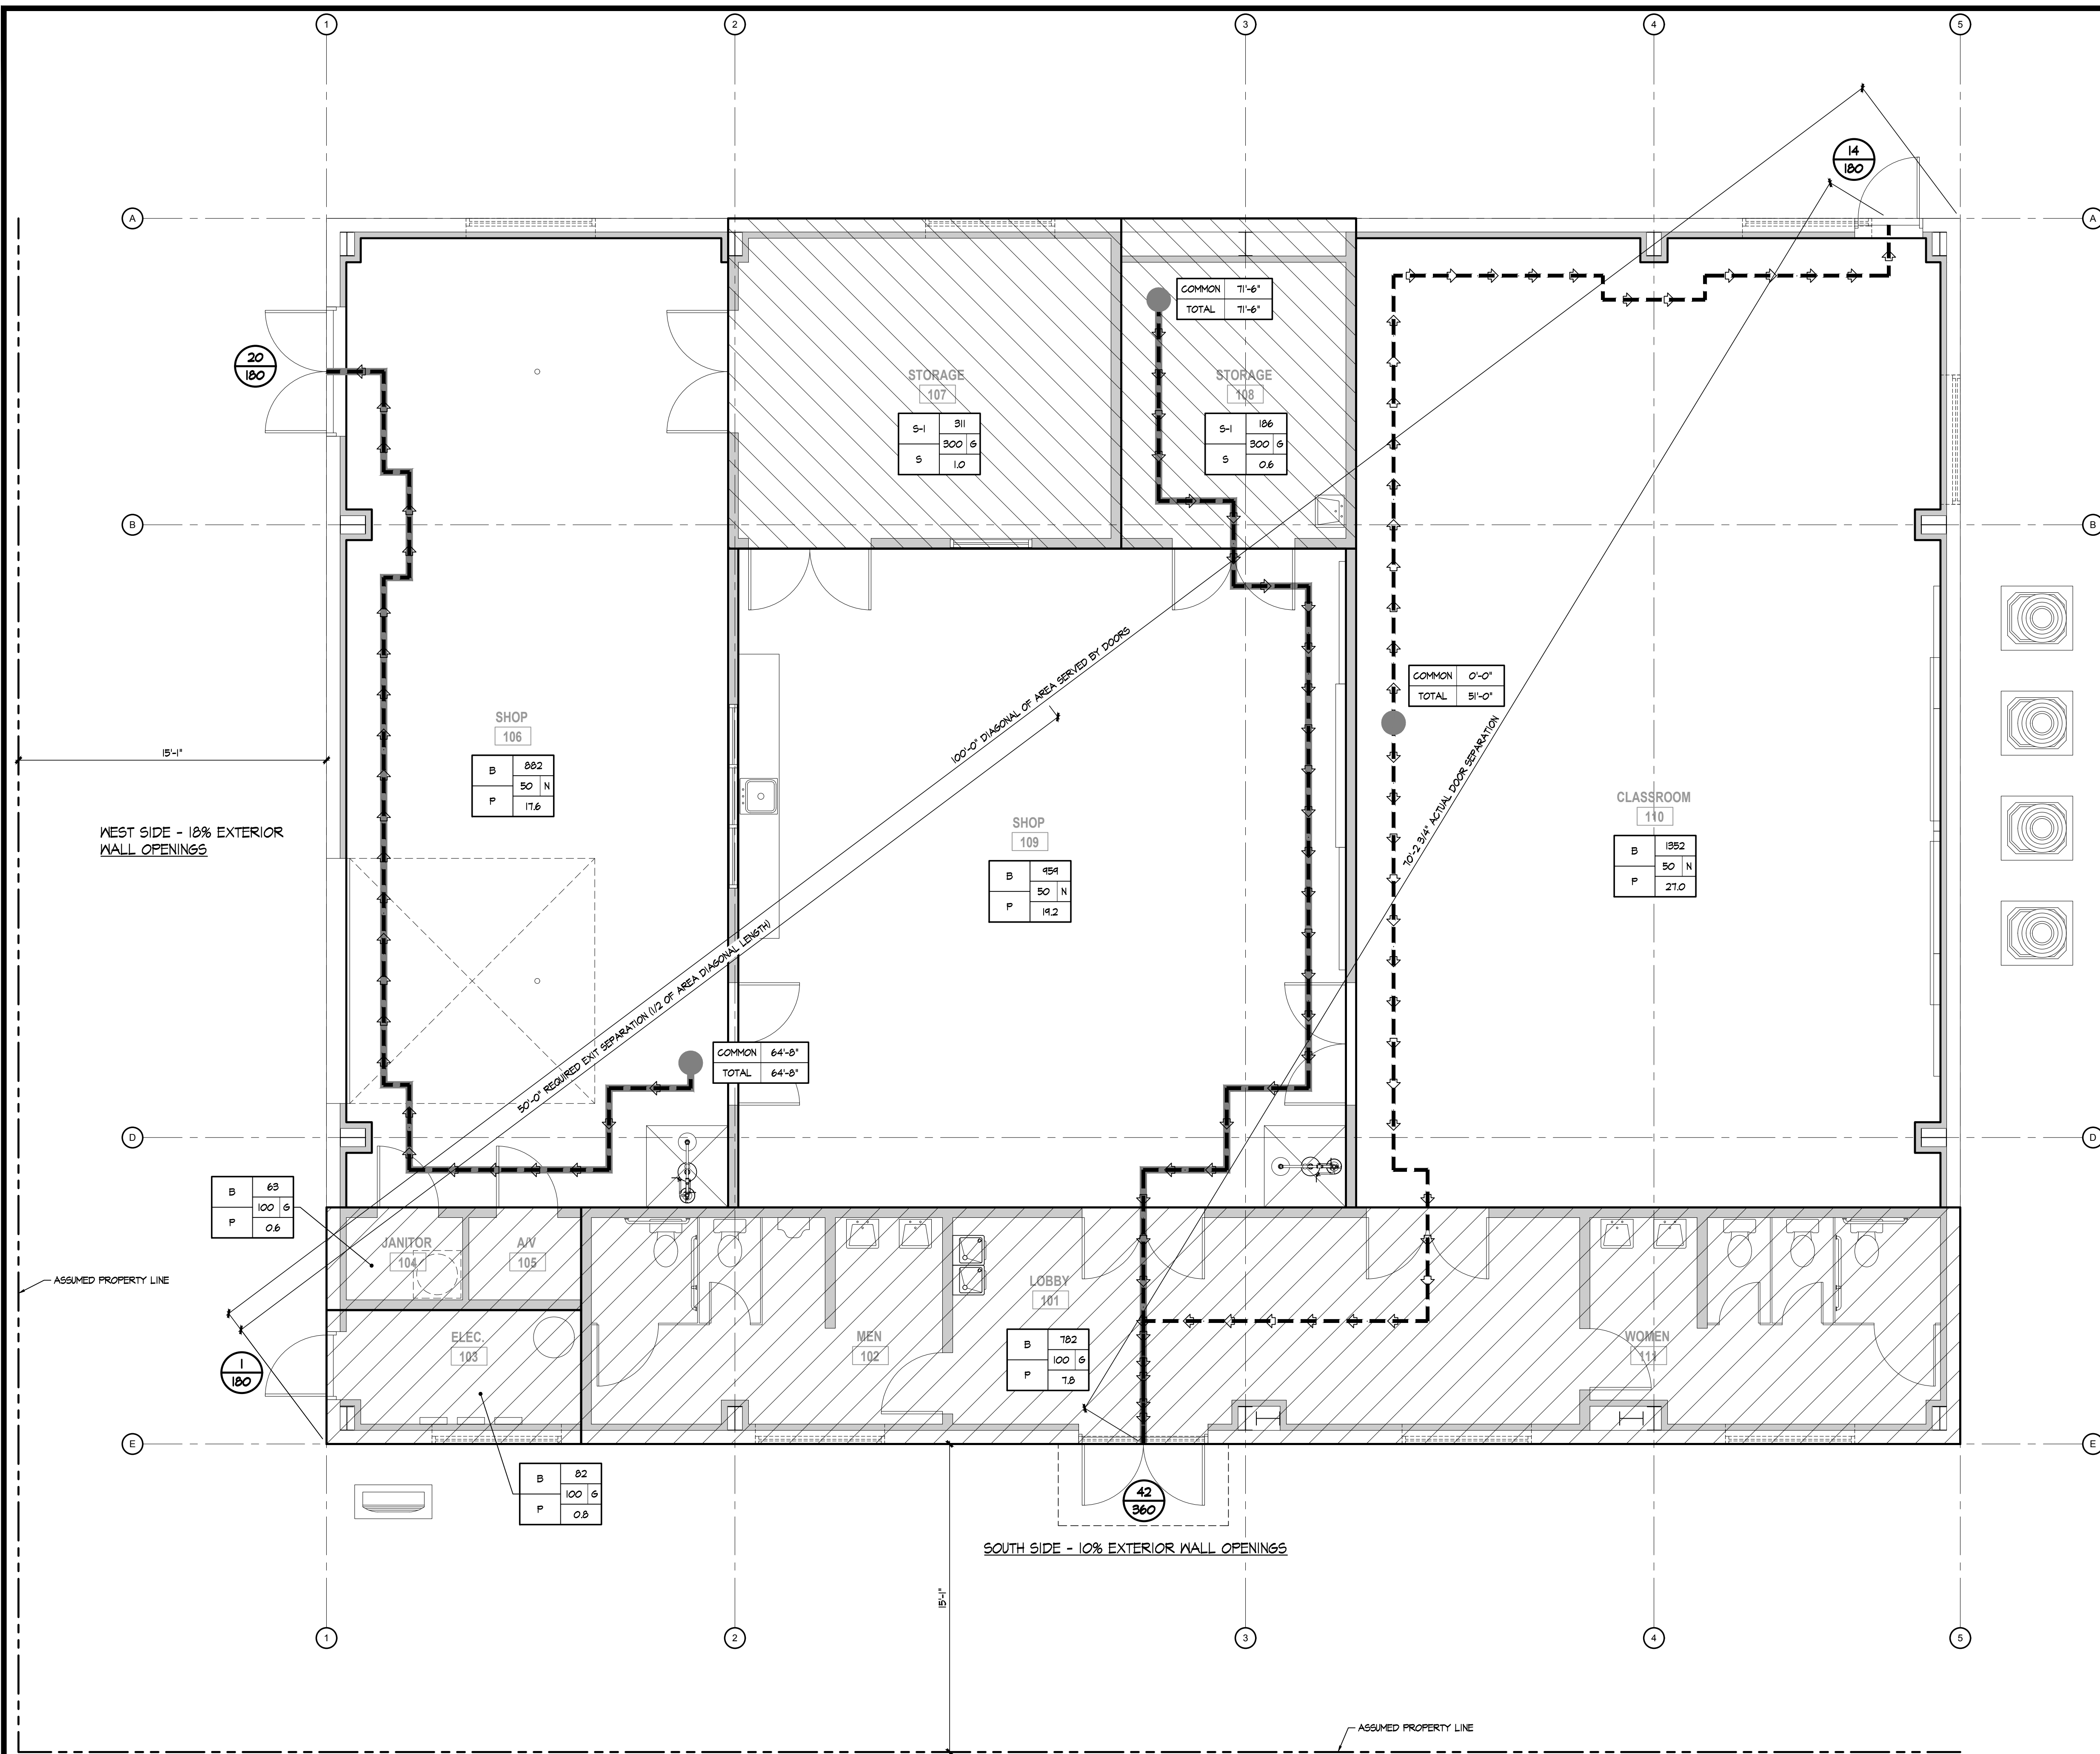 1 2 3 4 5
14
180
A A
COMMON 71'-6"
TOTAL 71'-6"
20
180
STORAGE
107
S-1 311
300 G
S 1.0
STORAGE
108
S-1 186
300 G
S 0.6
B B
100'-0" DIAGONAL OF AREA SERVED BY DOORS
COMMON 0'-0"
TOTAL 51'-0"
SHOP
106
B 882
50 N
P 17.6
15'-1"
70'-2 3/4" ACTUAL DOOR SEPARATION
WEST SIDE - 18% EXTERIOR
WALL OPENINGS
SHOP
109
B 959
50 N
P 19.2
CLASSROOM
110
B 1352
50 N
P 27.0
50'-0" REQUIRED EXIT SEPARATION (1/2 OF AREA DIAGONAL LENGTH)
COMMON 64'-8"
TOTAL 64'-8"
D D
B 63
100 G
P 0.6
JANITOR
104
A/V
105
ASSUMED PROPERTY LINE
LOBBY
101
B 782
100 G
P 7.8
ELEC.
103
MEN
102
WOMEN
111
1
180
E E
B 82
100 G
P 0.8
42
360
SOUTH SIDE - 10% EXTERIOR WALL OPENINGS
15'-1"
1 2 3 4 5
ASSUMED PROPERTY LINE